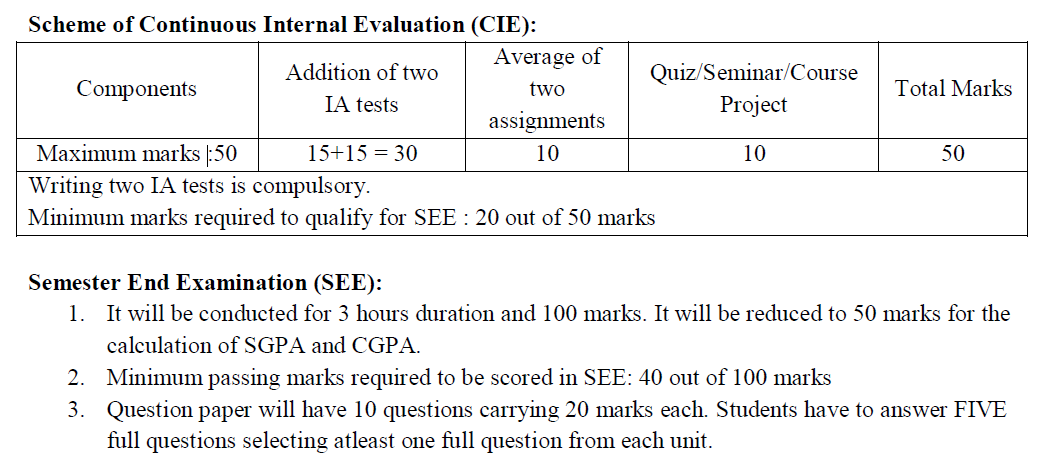 Scheme of Continuous Internal Evaluation (CIE):
Components
Addition of two
IA tests
Average of
two
assignments
Quiz/Seminar/Course
Project
Total Marks
Maximum marks :50
15+15 = 30
10
10
50
Writing two IA tests is compulsory.
Minimum marks required to qualify for SEE : 20 out of 50 marks
Semester End Examination (SEE):
1. It will be conducted for 3 hours duration and 100 marks. It will be reduced to 50 marks for the
calculation of SGPA and CGPA.
2. Minimum passing marks required to be scored in SEE: 40 out of 100 marks
3. Question paper will have 10 questions carrying 20 marks each. Students have to answer FIVE
full questions selecting atleast one full question from each unit.